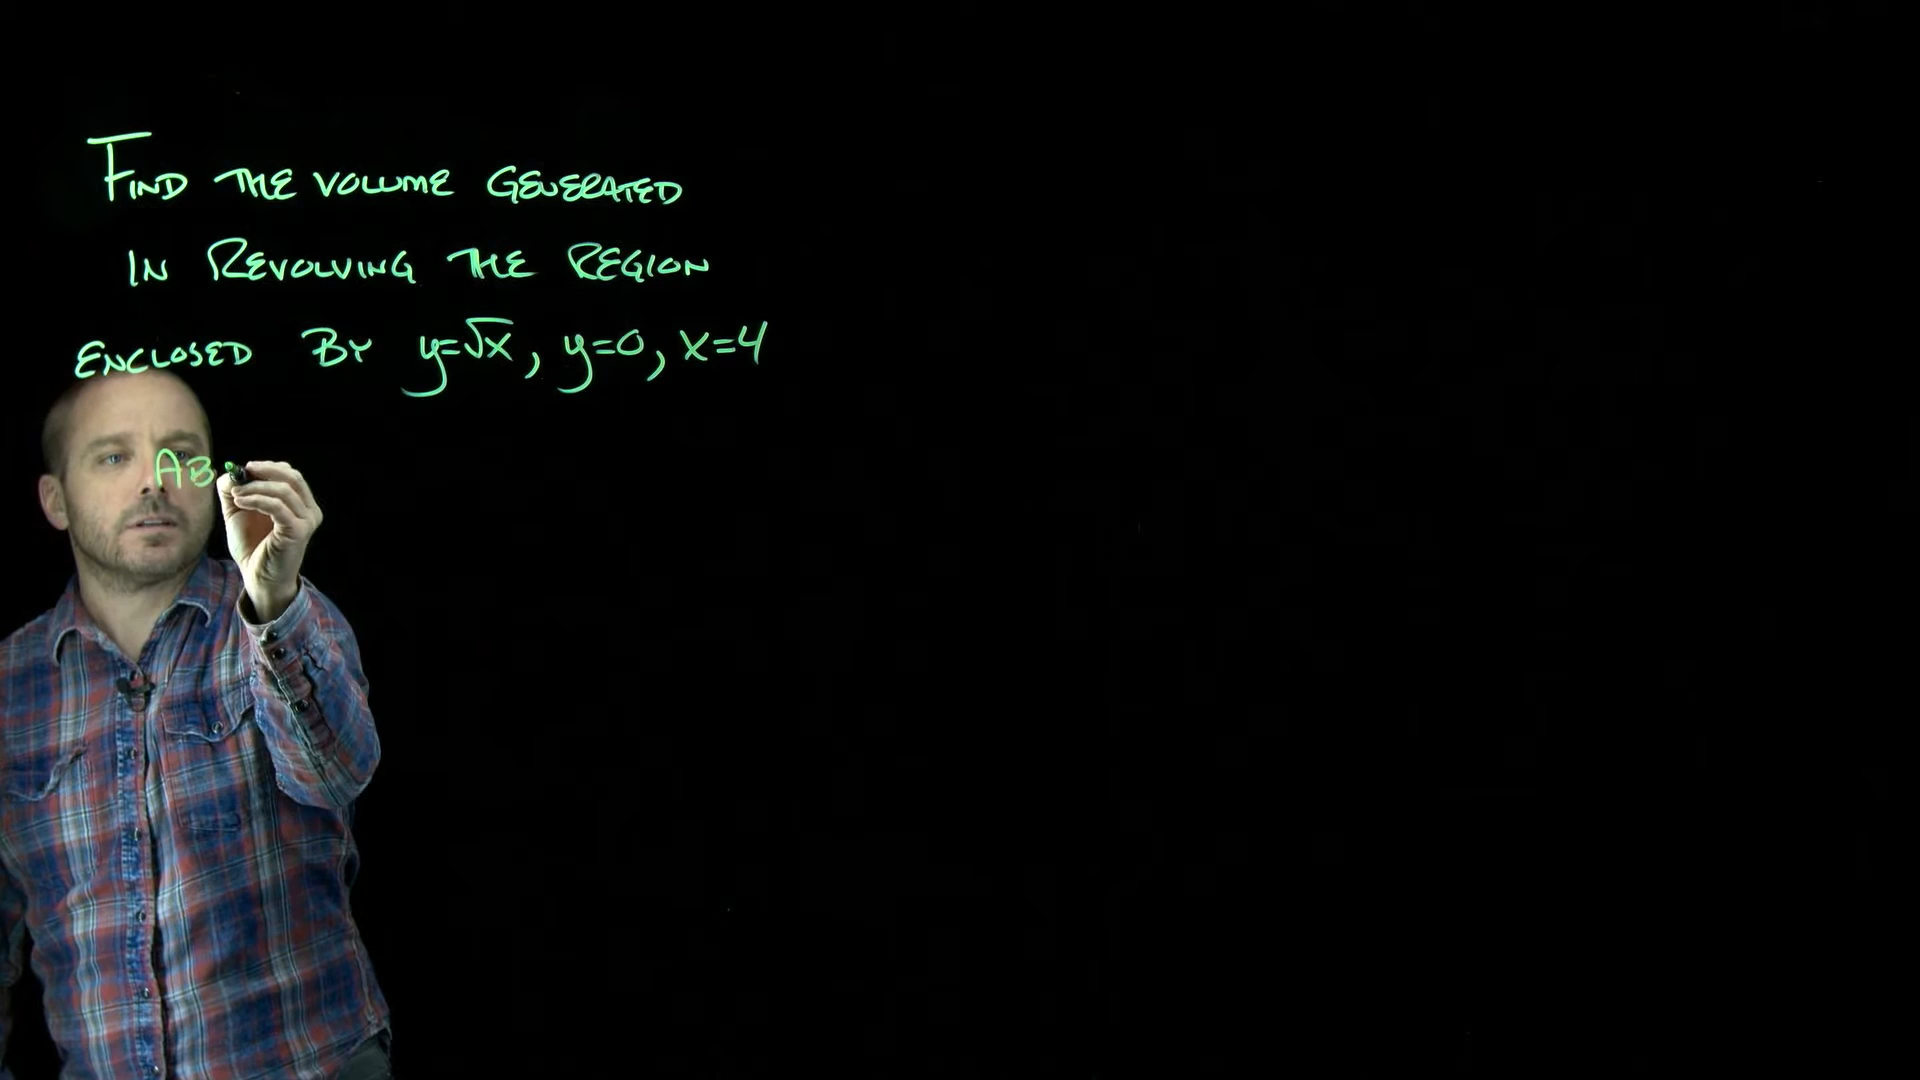 FIND THE VOLUME GENERATED
IN REVOLVING THE REGION
ENCLOSED BY y=√x, y=0, x=4
AB